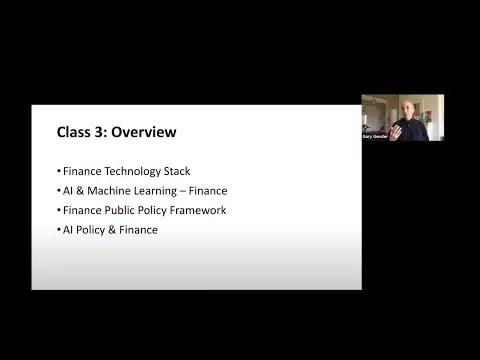 Class 3: Overview
• Finance Technology Stack
• AI & Machine Learning – Finance
• Finance Public Policy Framework
• AI Policy & Finance
Gary Gensler